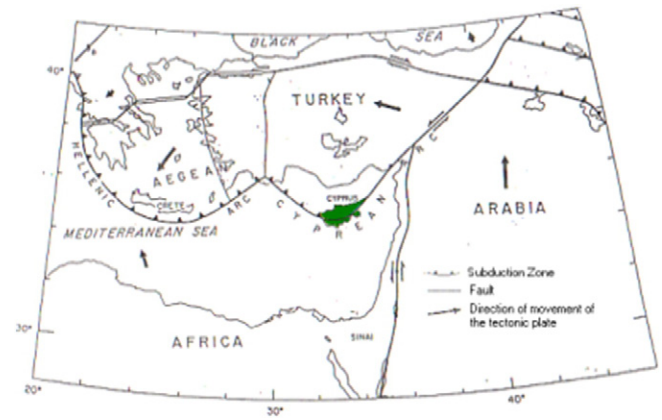 BLACK SEA
40°
TURKEY
HELLENIC
AEGEAN
ARC
CRETE
CYPRUS
CYPREAN
ARC
ARABIA
MEDITERRANEAN SEA
Subduction Zone
Fault
Direction of movement of
the tectonic plate
30°
AFRICA
SINAI
20°
30°
40°